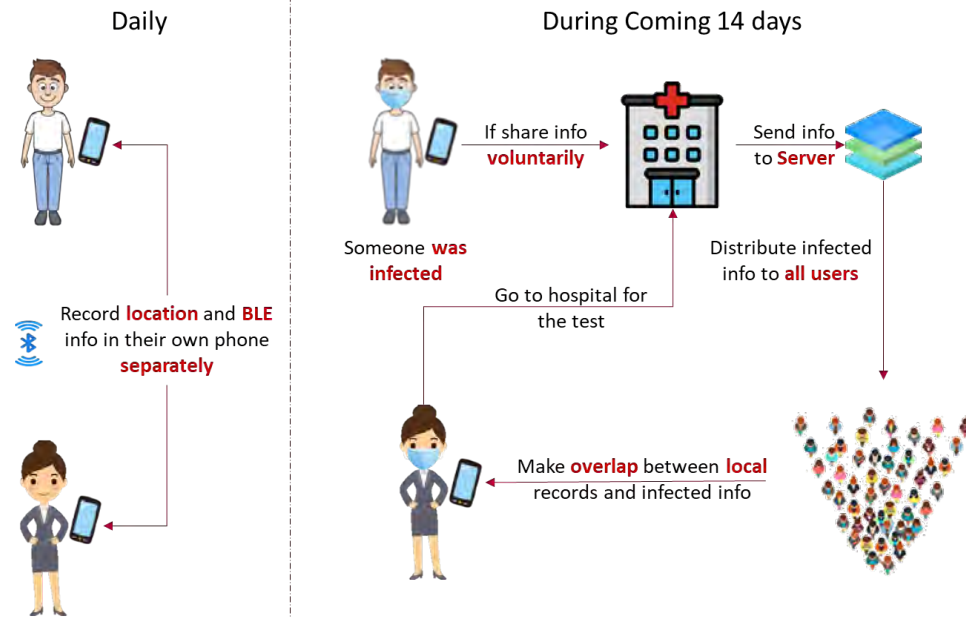 Daily
Record location and BLE
info in their own phone
separately
During Coming 14 days
If share info
voluntarily
Send info
to Server
Someone was
infected
Distribute infected
info to all users
Go to hospital for
the test
Make overlap between local
records and infected info